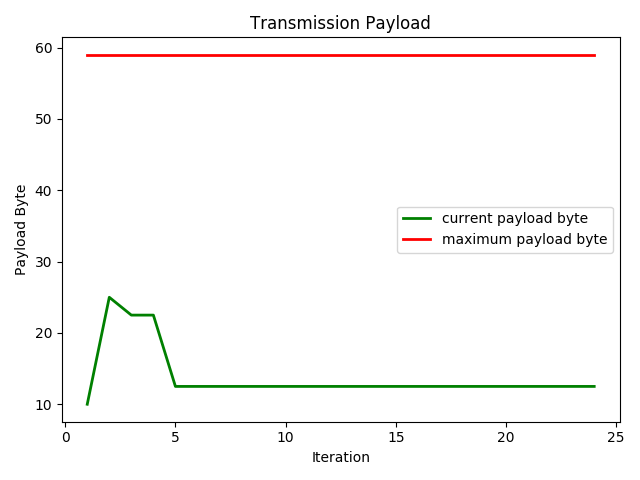 Transmission Payload
60
50
40
30
20
10
Payload Byte
current payload byte
maximum payload byte
0 5 10 15 20 25
Iteration